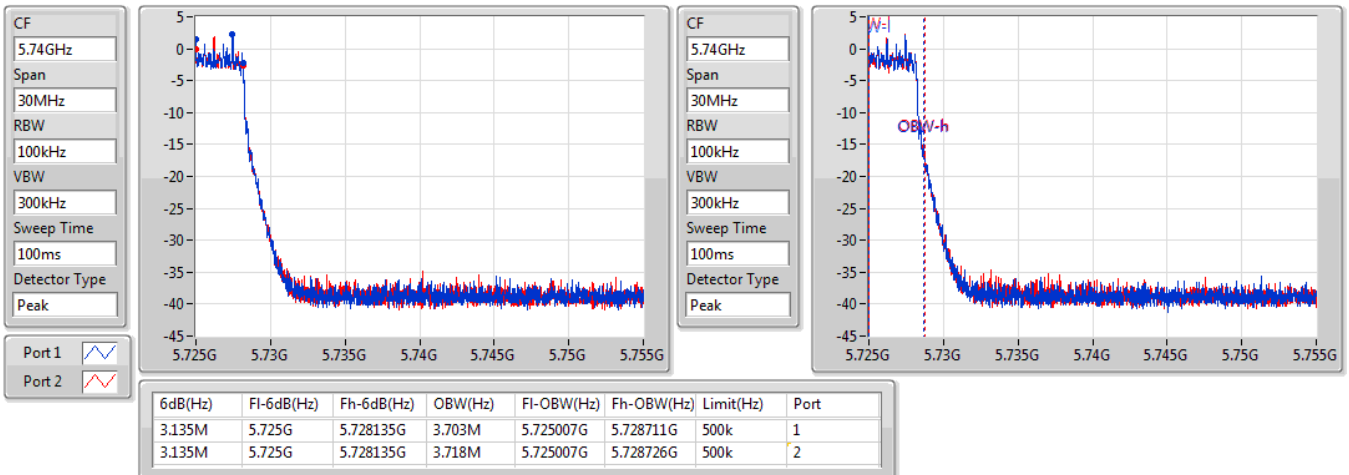 CF
5.74GHz
Span
30MHz
RBW
100kHz
VBW
300kHz
Sweep Time
100ms
Detector Type
Peak
Port 1
Port 2
5
0
-5
-10
-15
-20
-25
-30
-35
-40
-45
5.725G 5.73G 5.735G 5.74G 5.745G 5.75G 5.755G
CF
5.74GHz
Span
30MHz
RBW
100kHz
VBW
300kHz
Sweep Time
100ms
Detector Type
Peak
5
0
-5
-10
-15
-20
-25
-30
-35
-40
-45
W-l
OBW-h
5.725G 5.73G 5.735G 5.74G 5.745G 5.75G 5.755G
6dB(Hz) Fl-6dB(Hz) Fh-6dB(Hz) OBW(Hz) Fl-OBW(Hz) Fh-OBW(Hz) Limit(Hz) Port
3.135M 5.725G 5.728135G 3.703M 5.725007G 5.728711G 500k 1
3.135M 5.725G 5.728135G 3.718M 5.725007G 5.728726G 500k 2